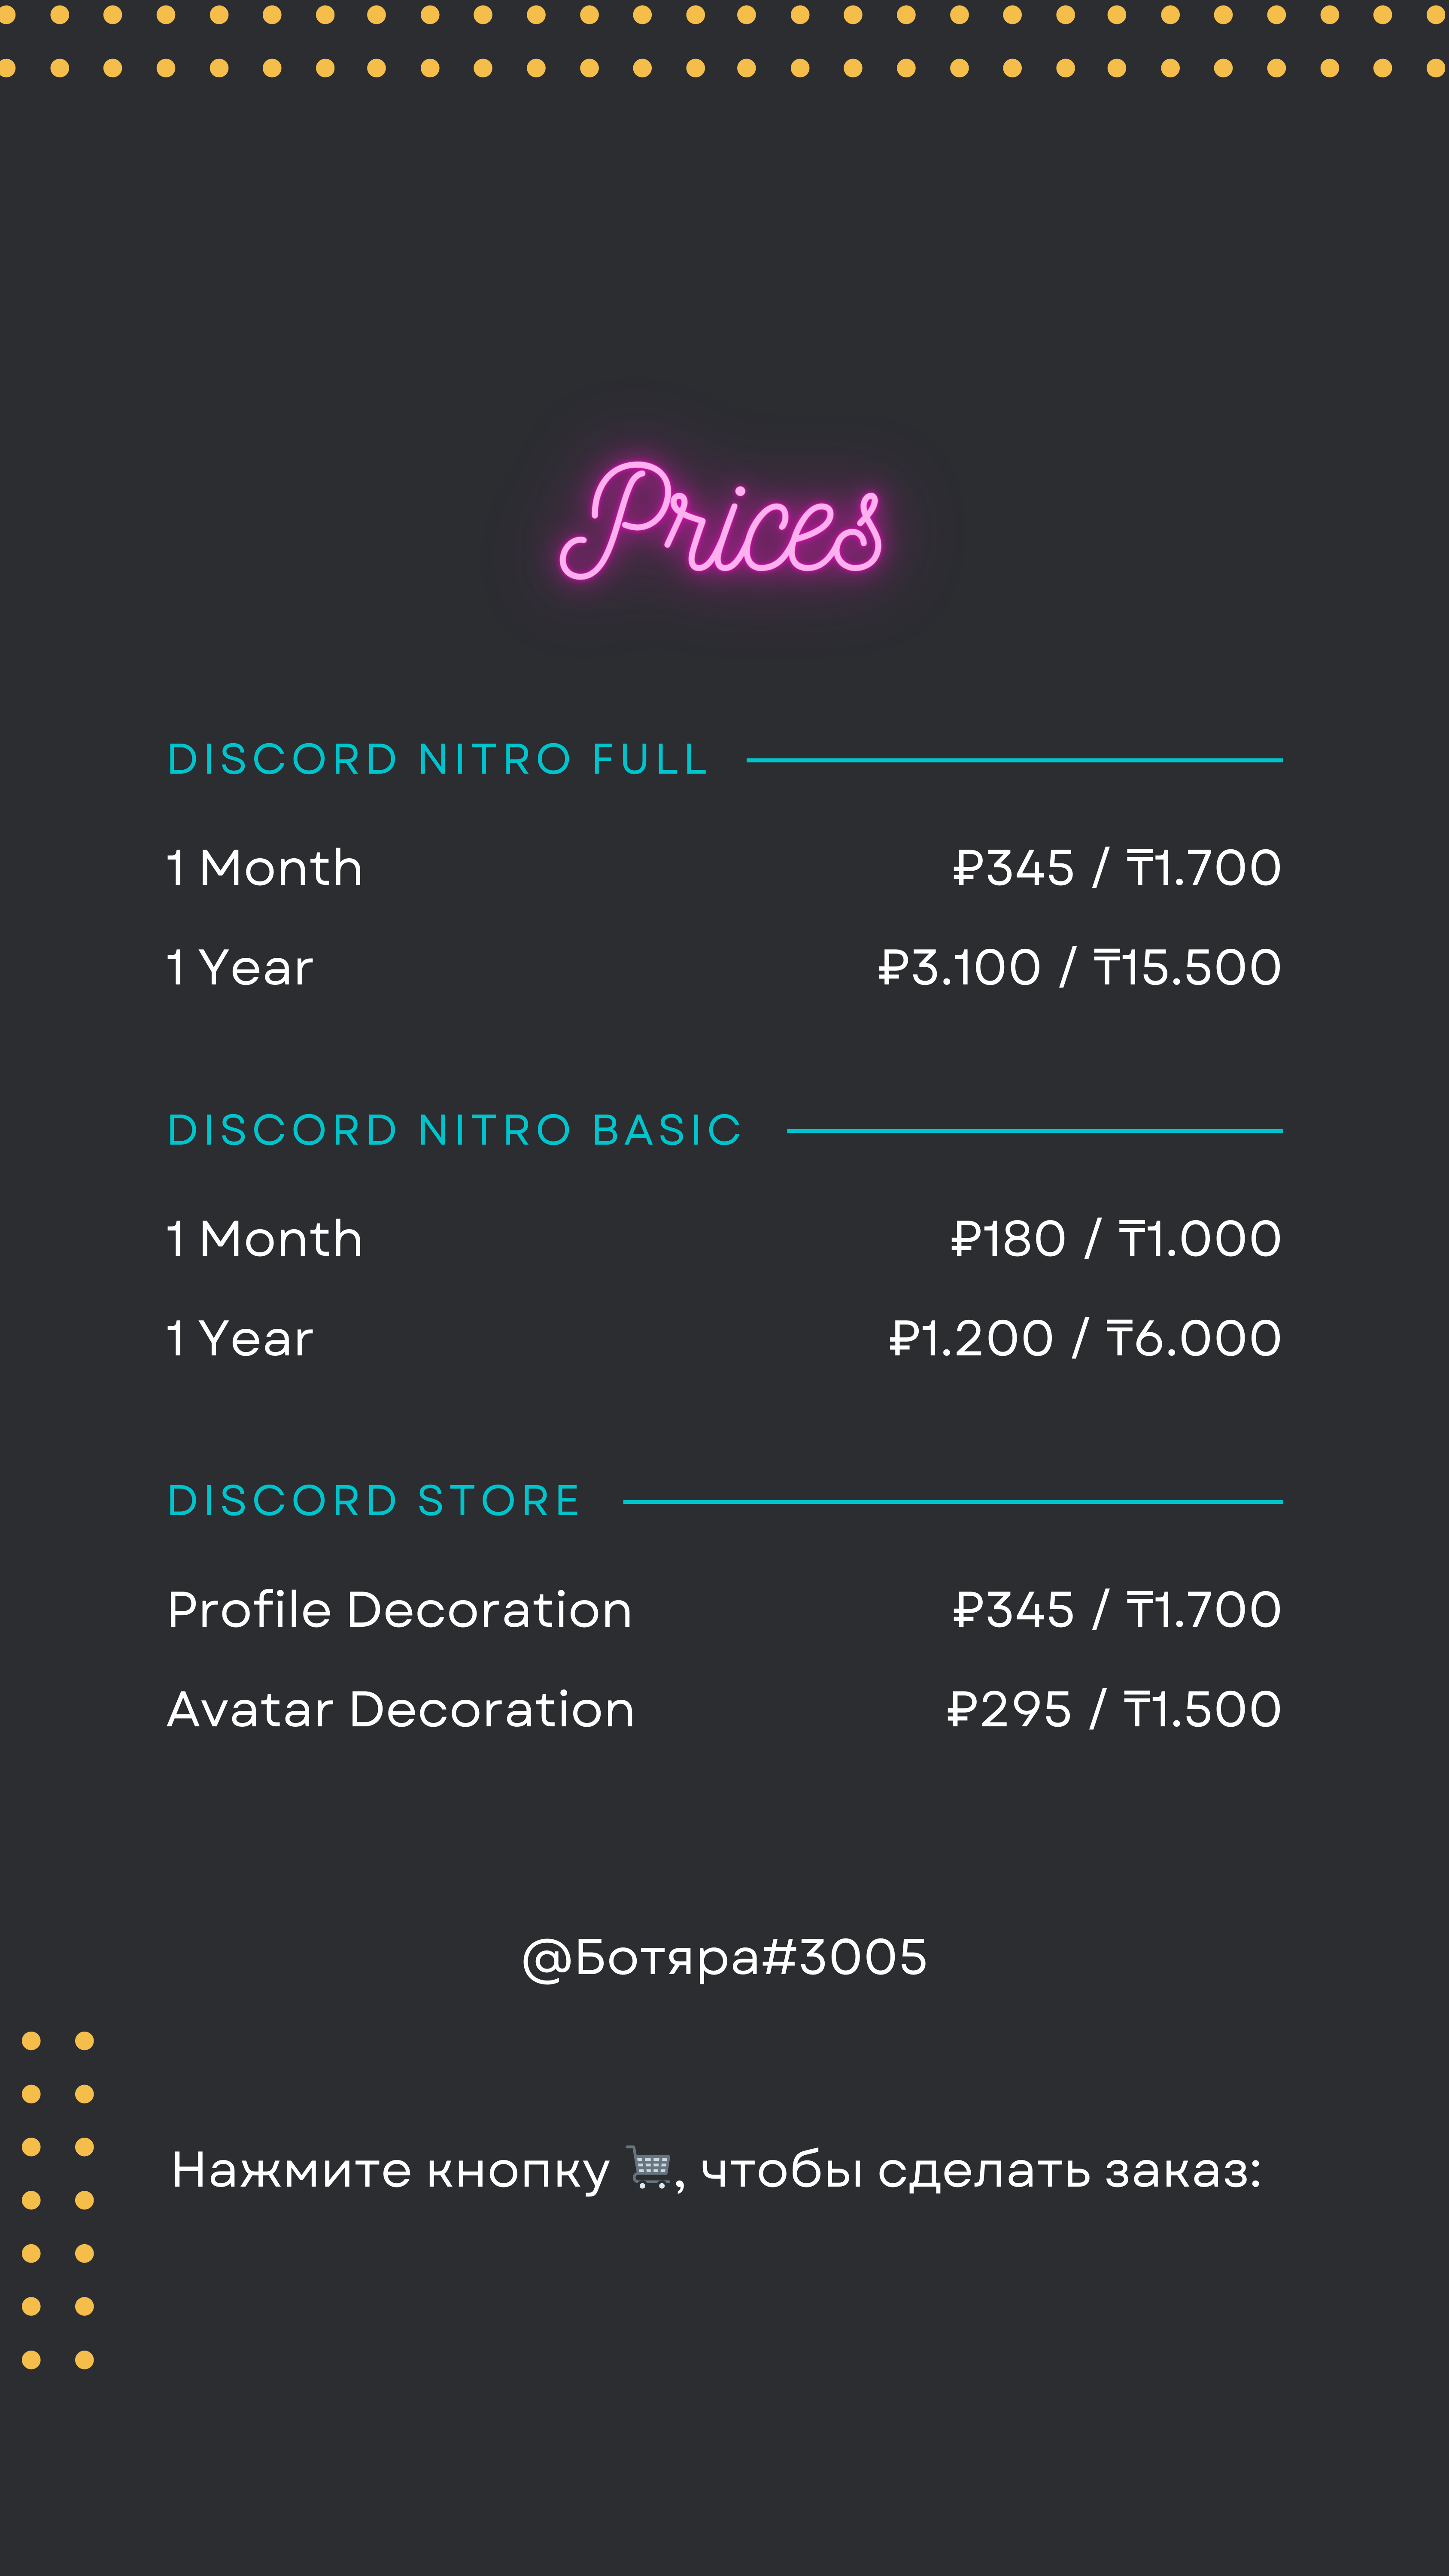 Prices
DISCORD NITRO FULL
1 Month ₽345 / ₸1.700
1 Year ₽3.100 / ₸15.500
DISCORD NITRO BASIC
1 Month ₽180 / ₸1.000
1 Year ₽1.200 / ₸6.000
DISCORD STORE
Profile Decoration ₽345 / ₸1.700
Avatar Decoration ₽295 / ₸1.500
@Ботяра#3005
Нажмите кнопку 🛒, чтобы сделать заказ: